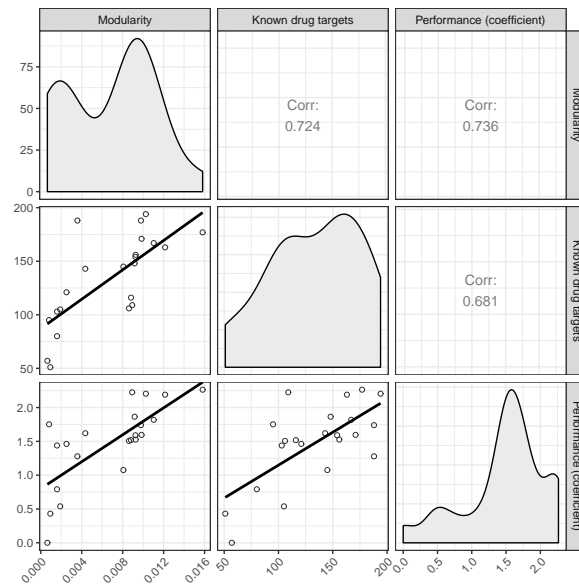 Modularity Known drug targets Performance (coefficient)
75
50
25
0
Corr:
0.724
Corr:
0.736
Modularity
200
150
100
50
Corr:
0.681
Known drug targets
2.0
1.5
1.0
0.5
0.0
Performance (coefficient)
0.000 0.004 0.008 0.012 0.016 50 100 150 200 0.0 0.5 1.0 1.5 2.0